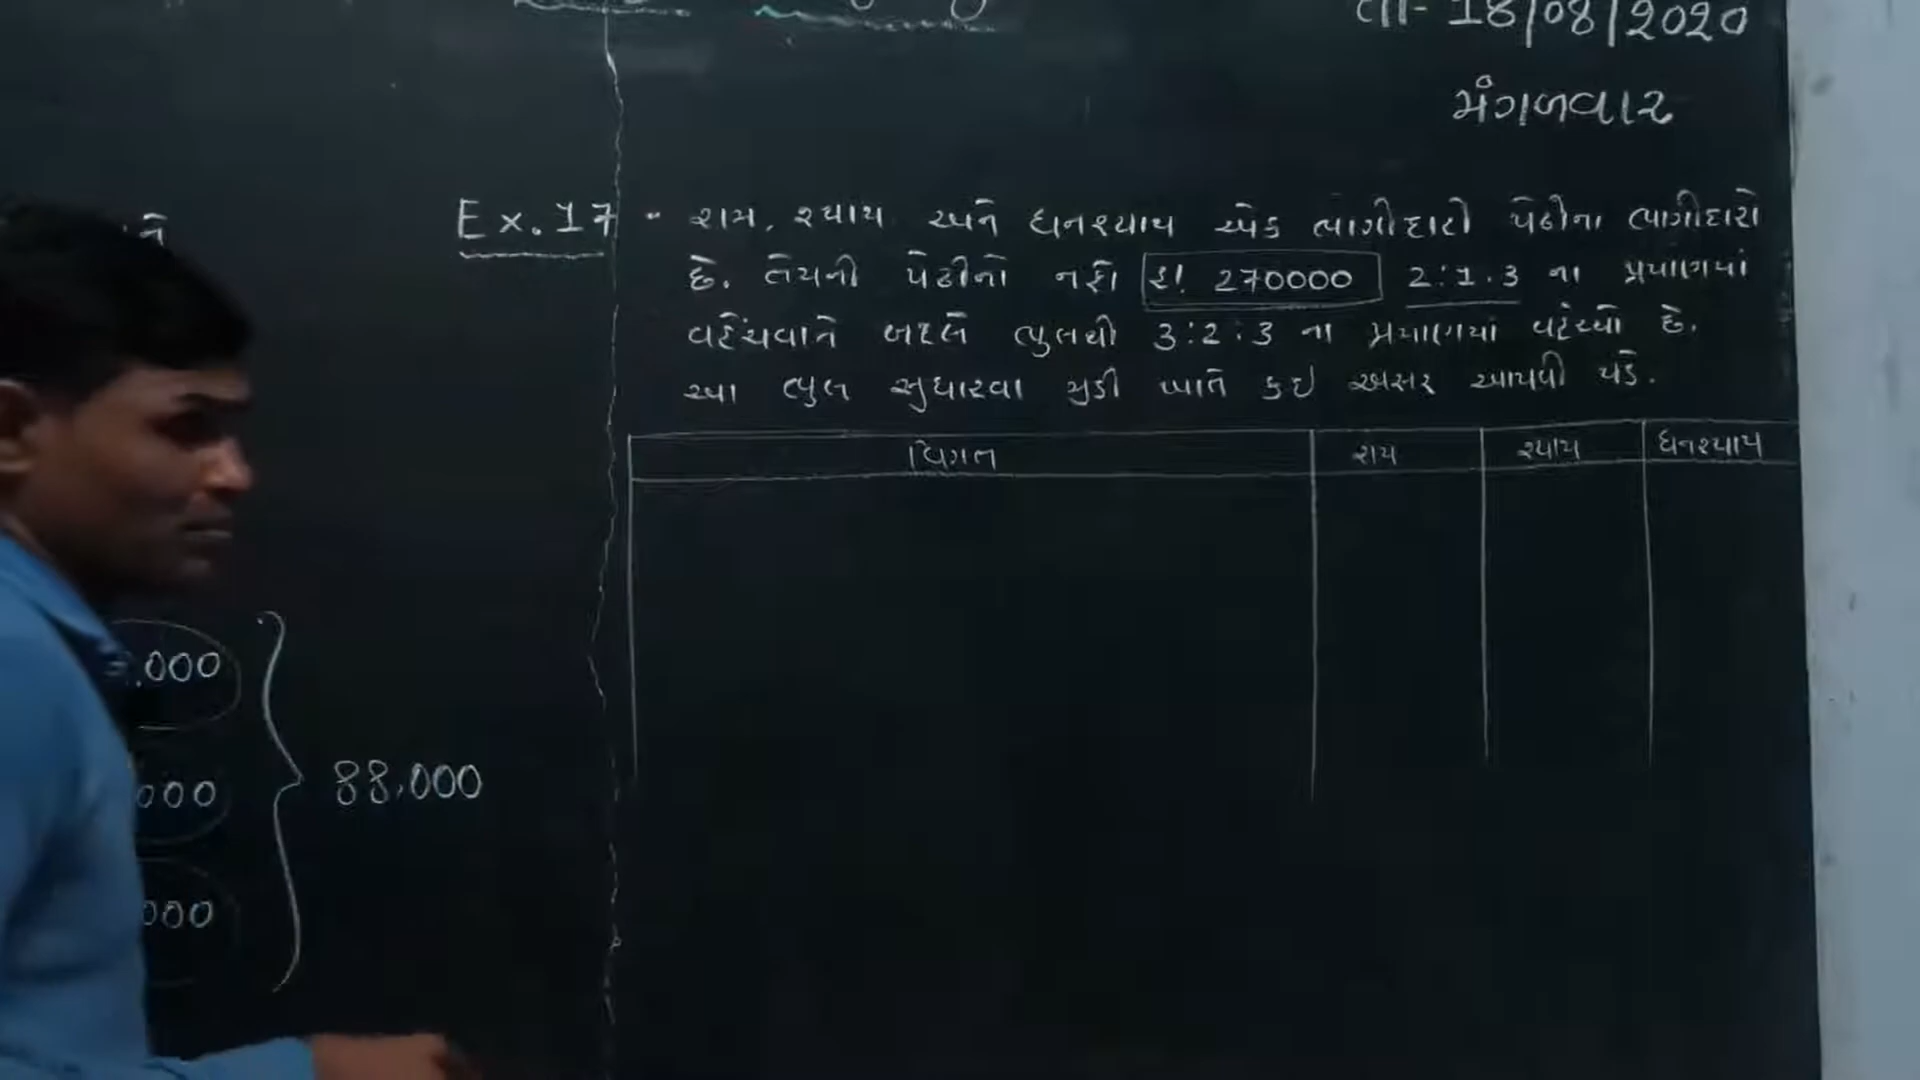 તા- 18/08/2020
મંગળવાર
Ex. 17 - રામ, શ્યામ અને ઘનશ્યામ એક ભાગીદારી પેઢીના ભાગીદારો
છે. તેમની પેઢીનો નફો રૂ! 270000 2:1:3 ના પ્રમાણમાં
વહેંચવાને બદલે ભુલથી 3:2:3 ના પ્રમાણમાં વહેંચ્યો છે.
આ ભુલ સુધારવા મુડી ખાતે કઇ અસર આપવી પડે.
વિગત રામ શ્યામ ઘનશ્યામ
.000
000
88,000
000